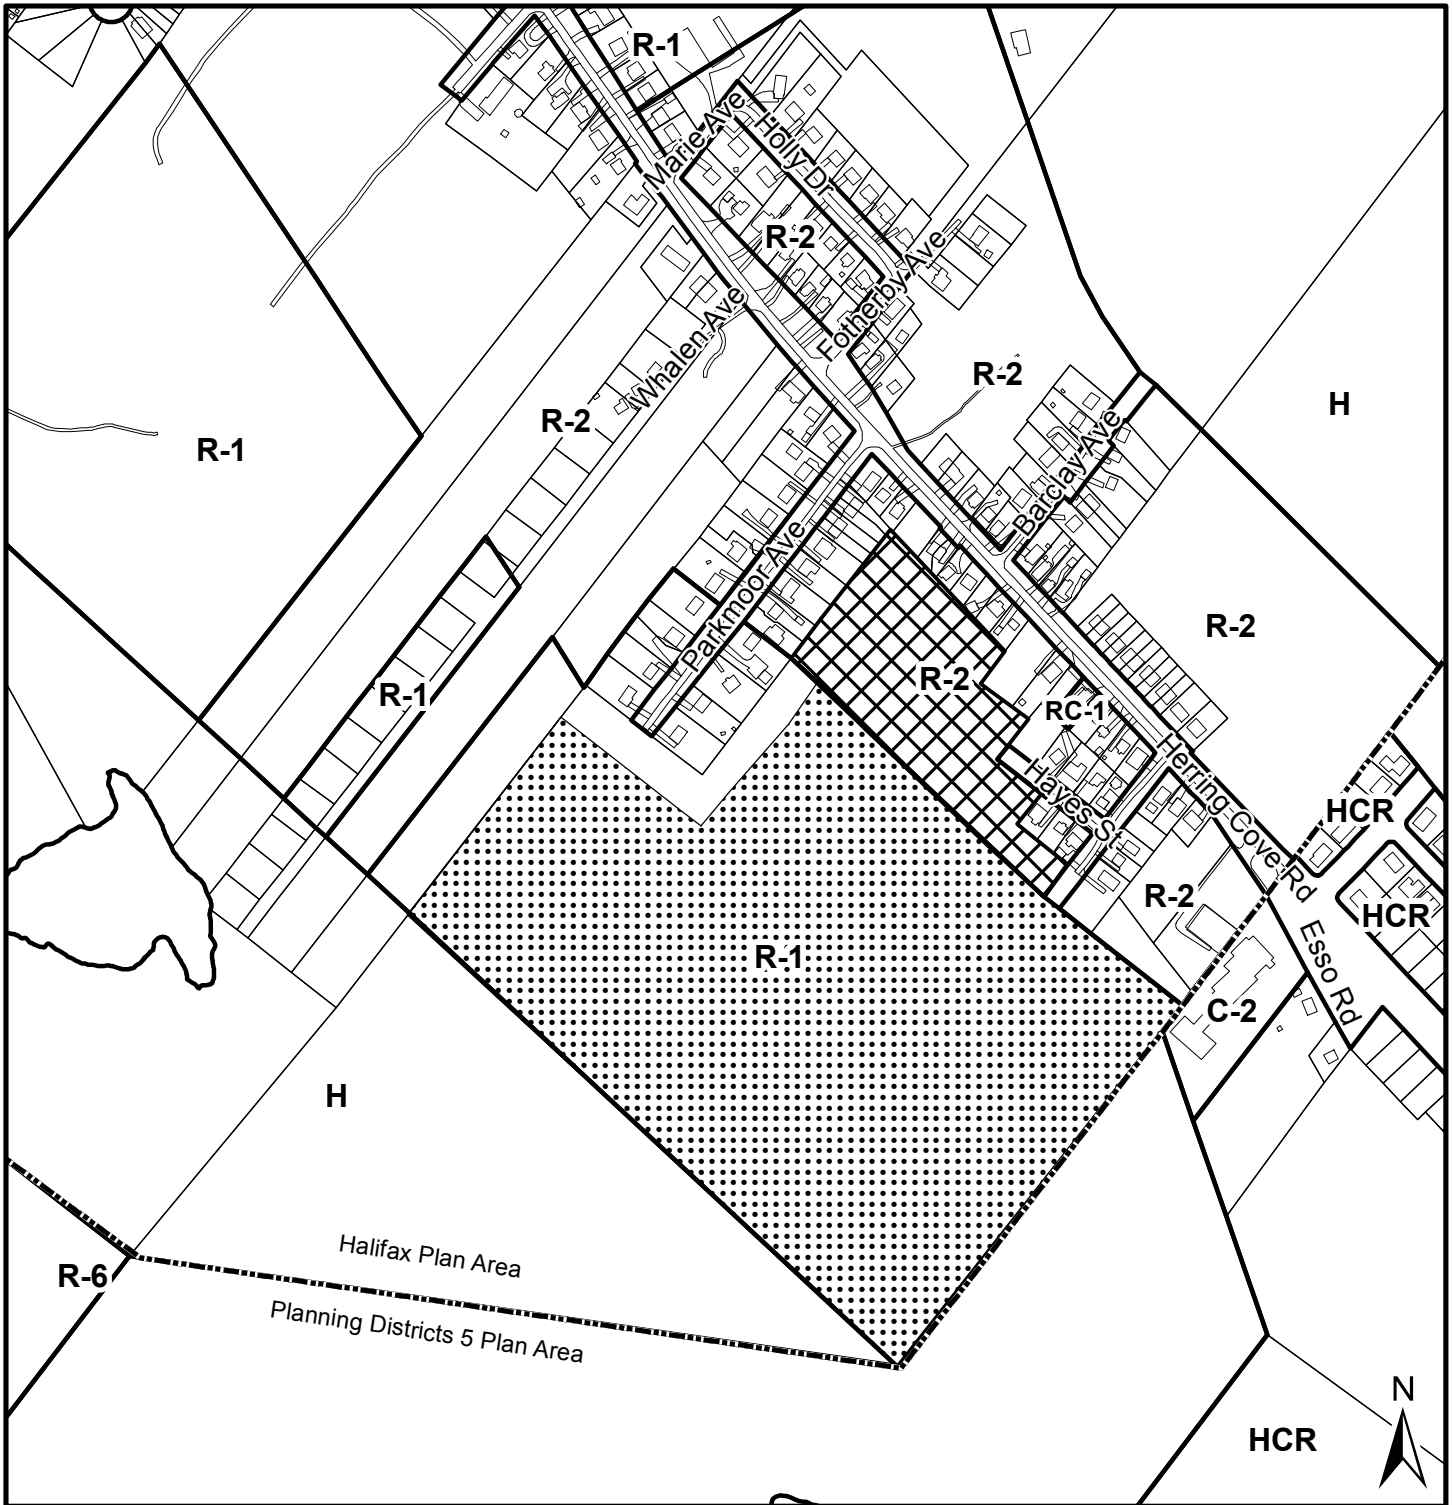 R-1
Marie Ave
Holly Dr
R-2
Fotherby Ave
Whalen Ave
R-2
H
R-2
R-1
Barclay Ave
Parkmoor Ave
R-2
R-2
R-1
RC-1
Hayes St
Herring Cove Rd
HCR
R-2
HCR
R-1
Esso Rd
C-2
H
Halifax Plan Area
R-6
Planning Districts 5 Plan Area
N
HCR